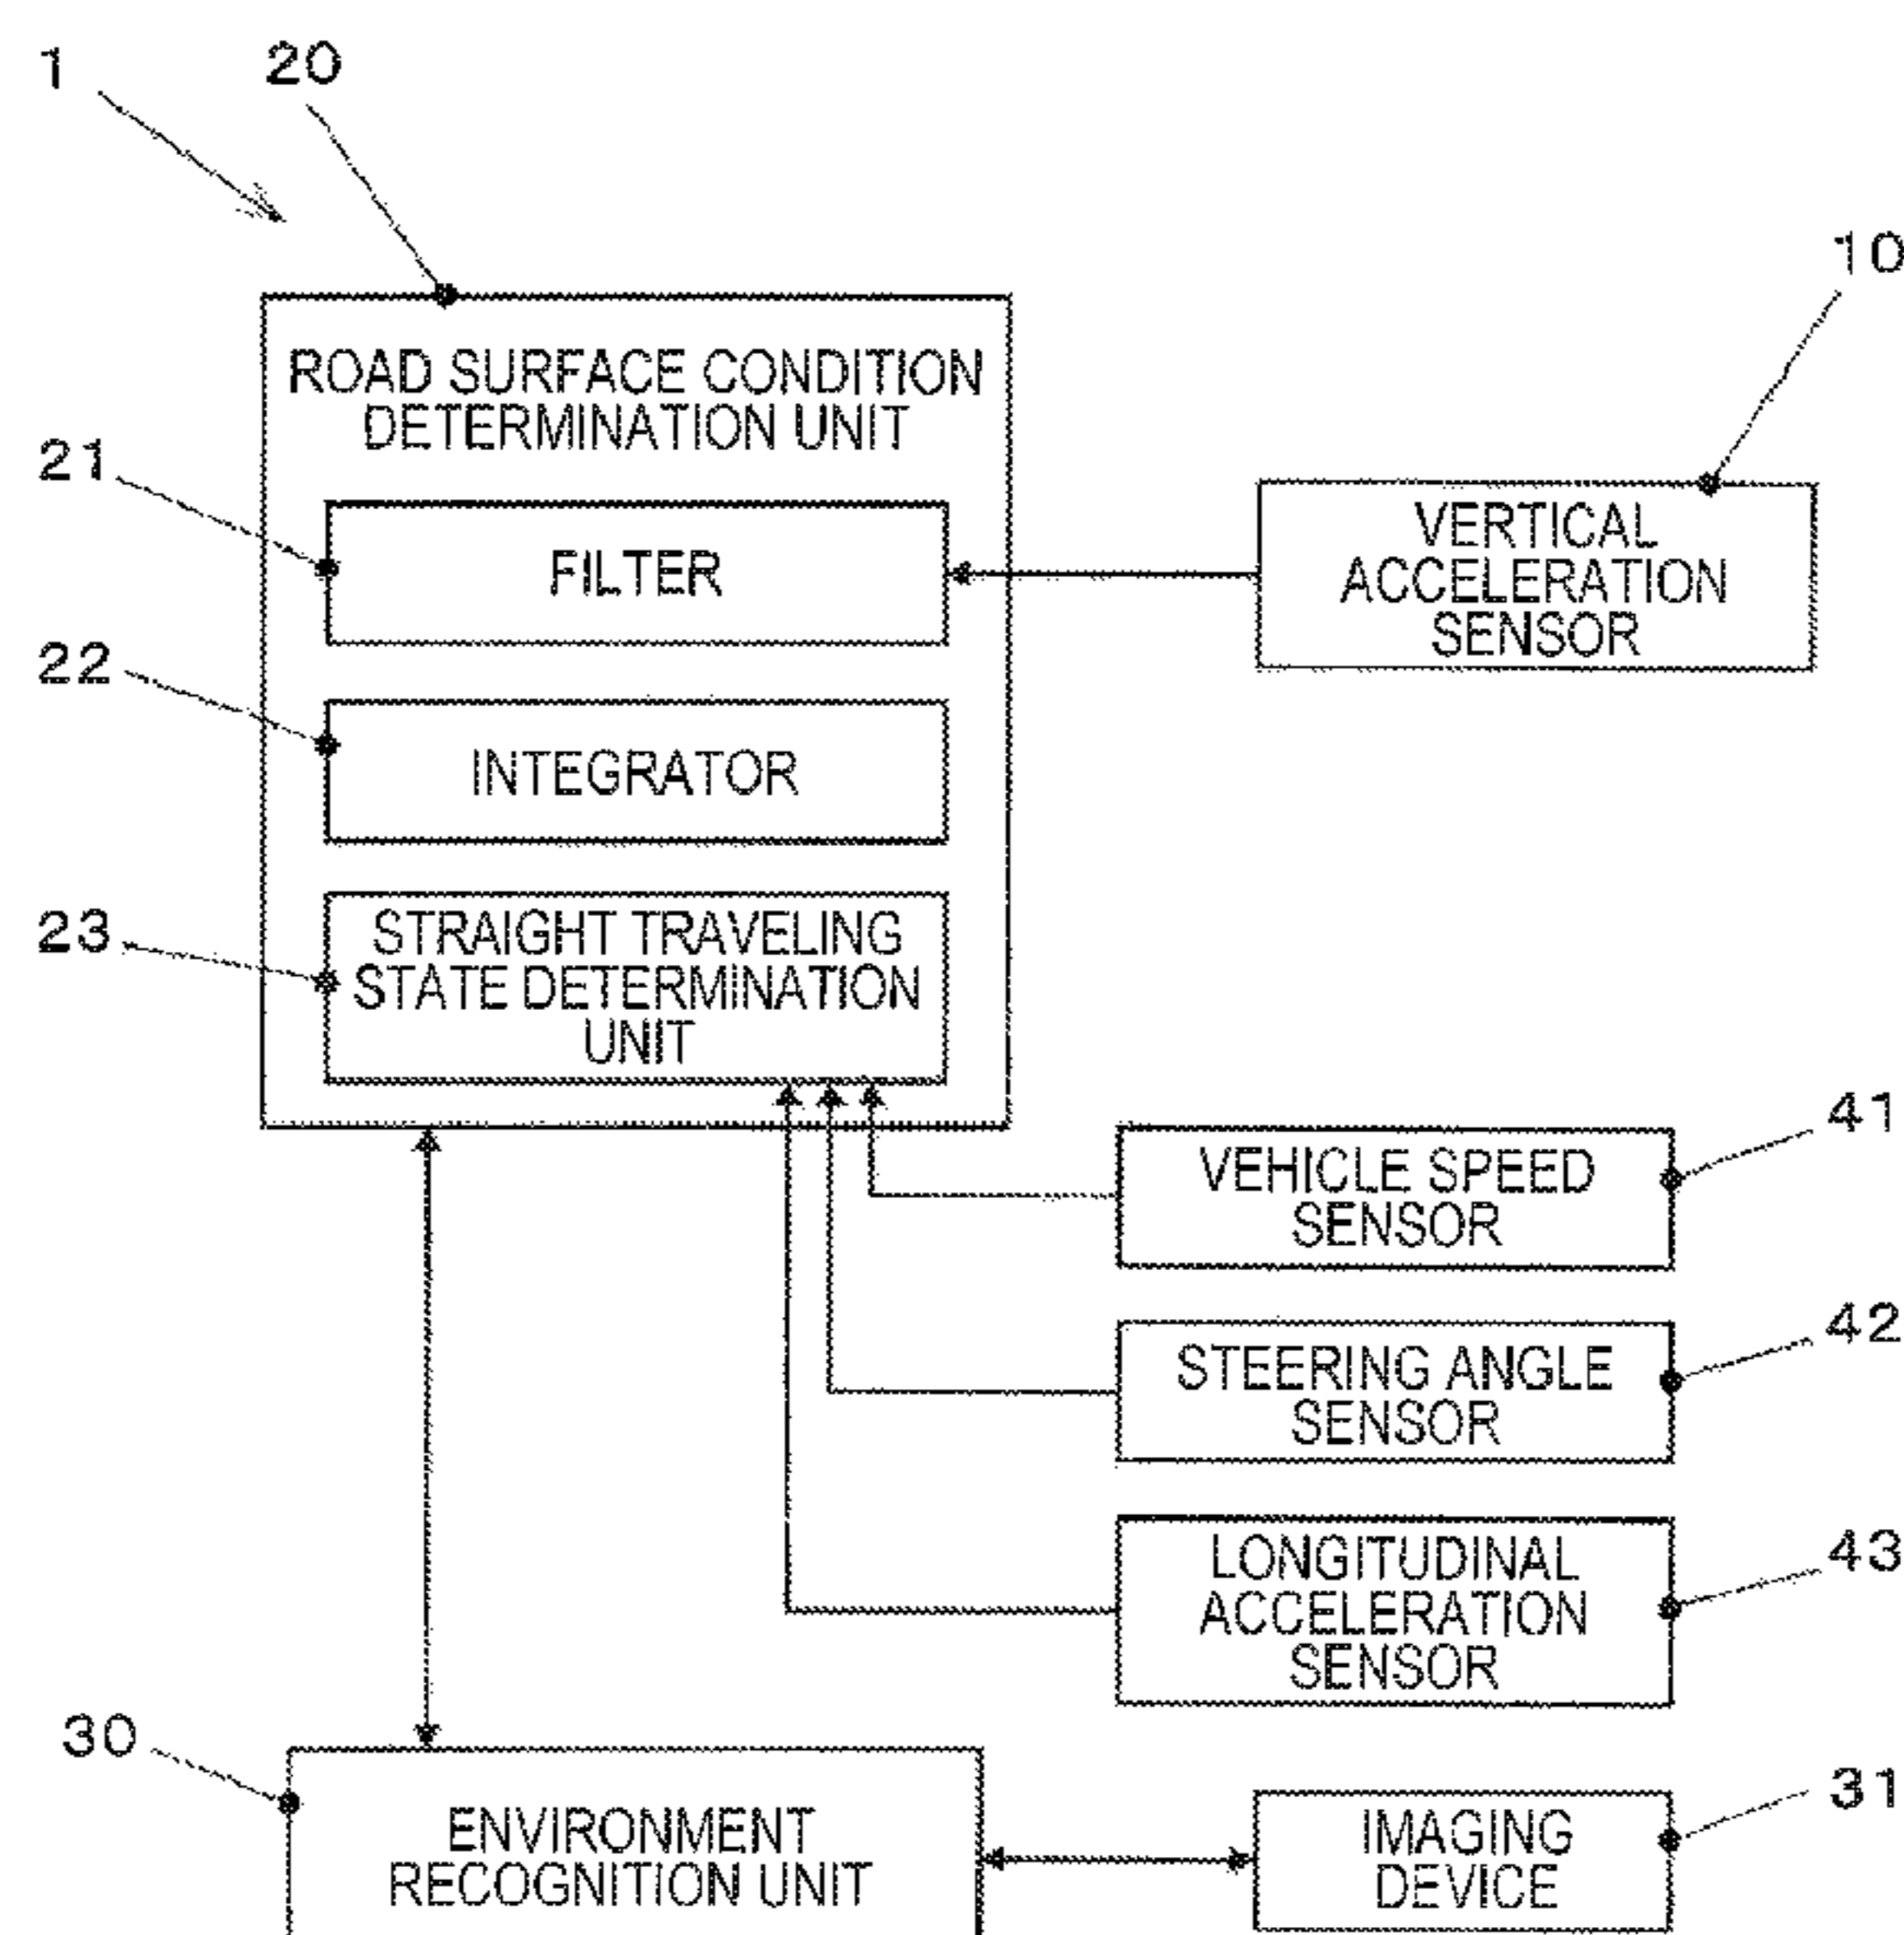 1
20
10
ROAD SURFACE CONDITION
DETERMINATION UNIT
21
FILTER
VERTICAL
ACCELERATION
SENSOR
22
INTEGRATOR
23
STRAIGHT TRAVELING
STATE DETERMINATION
UNIT
41
VEHICLE SPEED
SENSOR
42
STEERING ANGLE
SENSOR
43
LONGITUDINAL
ACCELERATION
SENSOR
30
ENVIRONMENT
RECOGNITION UNIT
31
IMAGING
DEVICE